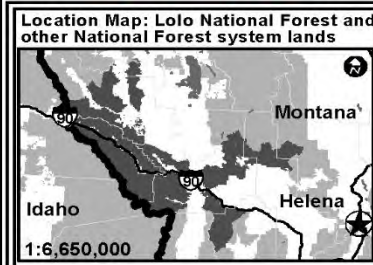 Location Map: Lolo National Forest and
other National Forest system lands
N
90
Montana
90
Idaho
Helena
1:6,650,000